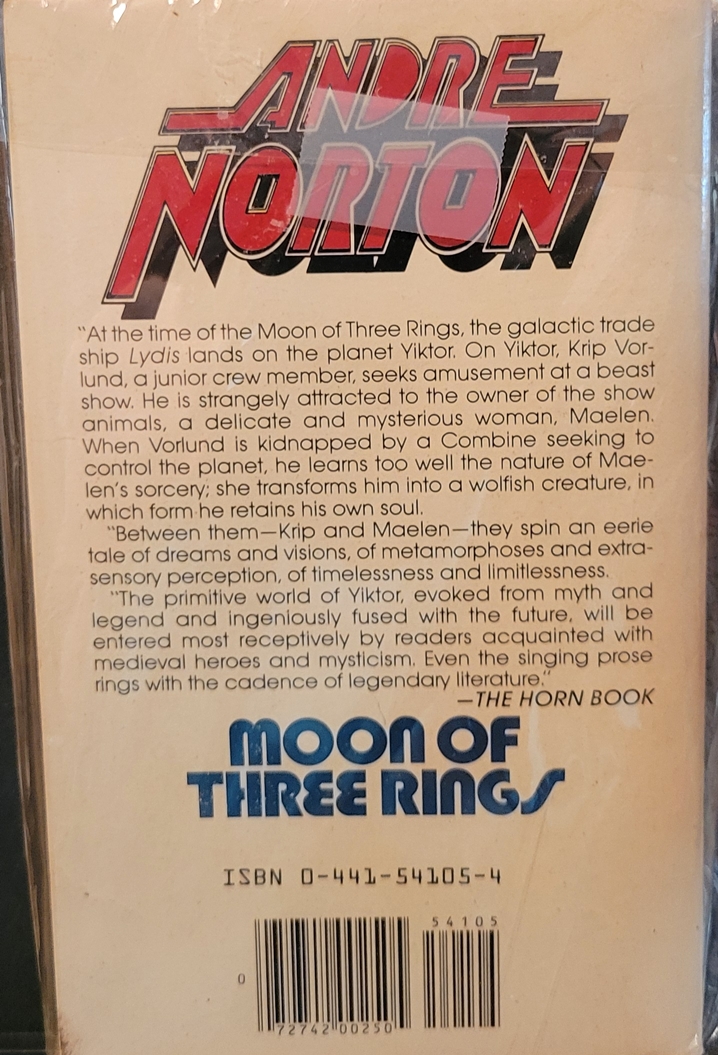 ANDRE
NORTON
"At the time of the Moon of Three Rings, the galactic trade
ship Lydis lands on the planet Yiktor. On Yiktor, Krip Vor-
lund, a junior crew member, seeks amusement at a beast
show. He is strangely attracted to the owner of the show
animals, a delicate and mysterious woman, Maelen.
When Vorlund is kidnapped by a Combine seeking to
control the planet, he learns too well the nature of Mae-
len's sorcery; she transforms him into a wolfish creature, in
which form he retains his own soul.
"Between them—Krip and Maelen—they spin an eerie
tale of dreams and visions, of metamorphoses and extra-
sensory perception, of timelessness and limitlessness.
"The primitive world of Yiktor, evoked from myth and
legend and ingeniously fused with the future, will be
entered most receptively by readers acquainted with
medieval heroes and mysticism. Even the singing prose
rings with the cadence of legendary literature."
—THE HORN BOOK
MOON OF
THREE RINGS
ISBN 0-441-54105-4
54105
0
72742 00250